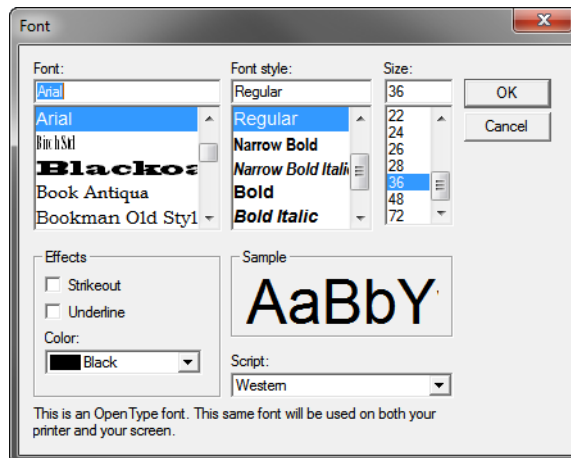 Font
Font:
Font style:
Size:
Arial
Regular
36
OK
Cancel
Arial
Birch Std
Book Antiqua
Bookman Old Styl
Regular
Narrow Bold
Narrow Bold Itali
Bold
Bold Italic
22
24
26
28
36
48
72
Effects
Strikeout
Underline
Color:
Black
Sample
AaBbY
Script:
Western
This is an OpenType font. This same font will be used on both your
printer and your screen.